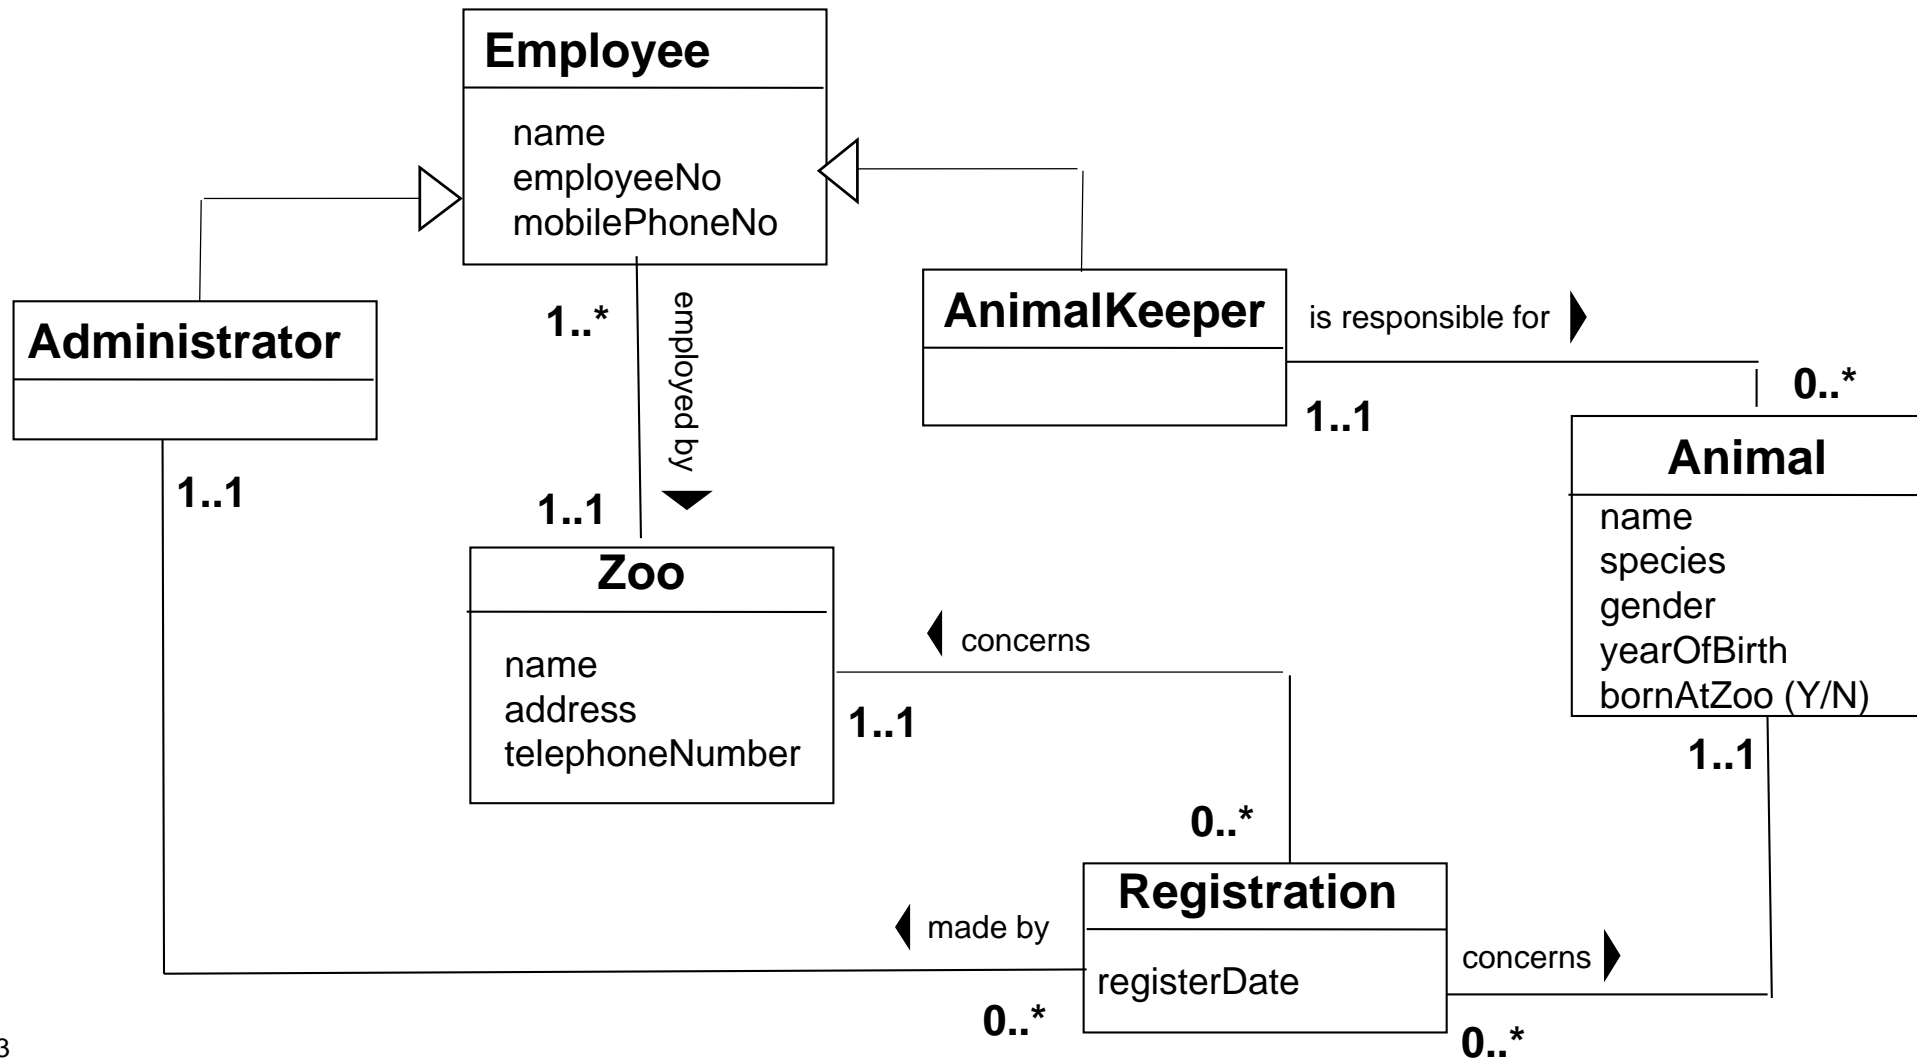 Employee
name
employeeNo
mobilePhoneNo
Administrator
1..*
employed by
AnimalKeeper
is responsible for
0..*
1..1
1..1
1..1
Animal
name
species
gender
yearOfBirth
bornAtZoo (Y/N)
Zoo
name
address
telephoneNumber
concerns
1..1
1..1
0..*
Registration
registerDate
made by
0..*
concerns
0..*
3